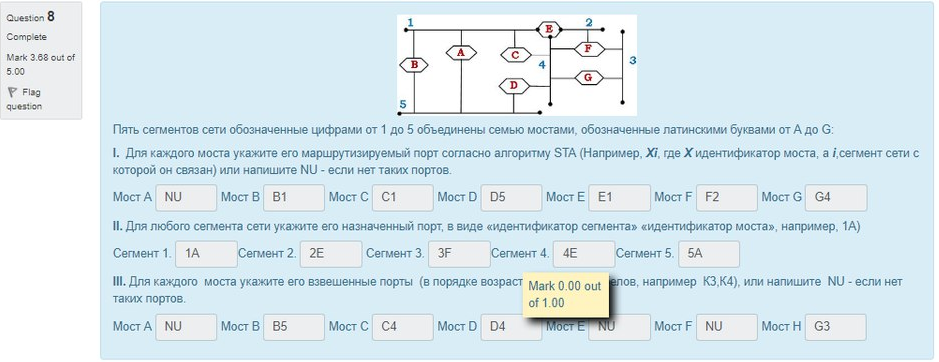 Question 8
Complete
Mark 3.68 out of
5.00
Flag
question
1 E 2
A C F
B 4 3
D G
5
Пять сегментов сети обозначенные цифрами от 1 до 5 объединены семью мостами, обозначенные латинскими буквами от A до G:
I. Для каждого моста укажите его маршрутизируемый порт согласно алгоритму STA (Например, Xi, где X идентификатор моста, а i,сегмент сети с
которой он связан) или напишите NU - если нет таких портов.
Мост A NU Мост B B1 Мост C C1 Мост D D5 Мост E E1 Мост F F2 Мост G G4
II. Для любого сегмента сети укажите его назначенный порт, в виде «идентификатор сегмента» «идентификатор моста», например, 1A)
Сегмент 1. 1A Сегмент 2. 2E Сегмент 3. 3F Сегмент 4. 4E Сегмент 5. 5A
III. Для каждого моста укажите его взвешенные порты (в порядке возраст елов, например K3,K4), или напишите NU - если нет
таких портов.
Mark 0.00 out
of 1.00
Мост A NU Мост B B5 Мост C C4 Мост D D4 Мост E NU Мост F NU Мост H G3